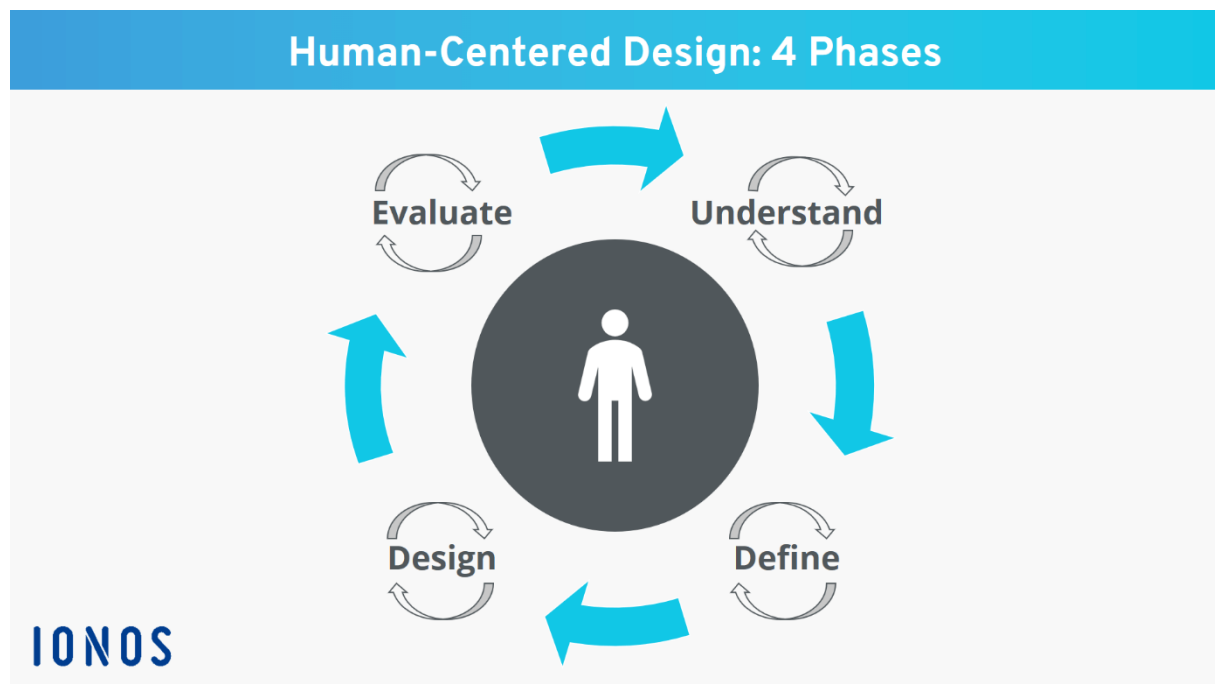 Human-Centered Design: 4 Phases
Evaluate
Understand
Design
Define
IONOS